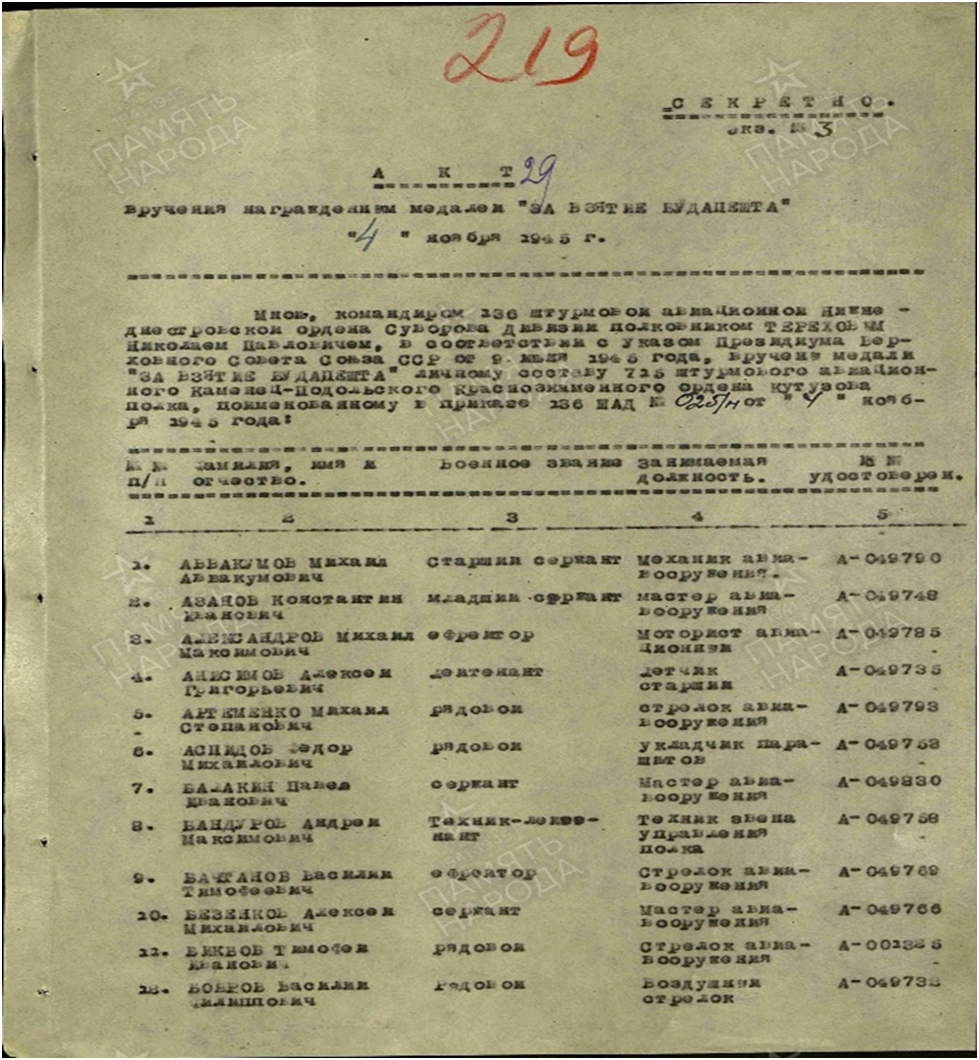 219
СЕКРЕТНО.
экз. № 3
А К Т 29
вручения награждением медалей "ЗА ВЗЯТИЕ БУДАПЕШТА"
"4" ноября 1945 г.
Мною, командиром 136 штурмовой авиационной Нижне -
днестровской ордена Суворова дивизии полковником ТЕРЕХОВЫМ
Николаем Павловичем, в соответствии с указом Президиума Вер-
ховного Совета Союза ССР от 9 июня 1945 года, вручены медали
"ЗА ВЗЯТИЕ БУДАПЕШТА" личному составу 715 штурмового авиацион-
ного Каменец-Подольского Краснознаменного ордена Кутузова
полка, поименованному в приказе 136 ШАД № 025/н от "4" нояб-
ря 1945 года:
№№ Фамилия, имя и Военное звание Занимаемая №№
п/п отчество. должность. удостоверен.
1 2 3 4 5
1. АВВАКУМОВ Михаил Старший сержант Механик авиа- А-049790
Аввакумович вооружения.
2. АЗАНОВ Константин младший сержант мастер авиа- А-049748
Иванович вооружения
3. АЛЕКСАНДРОВ Михаил ефрейтор Моторист авиа- А-049785
Максимович ционный
4. АНИСИМОВ Алексей лейтенант Летчик А-049735
Григорьевич старший
5. АРТЕМЕНКО Михаил рядовой стрелок авиа- А-049793
Степанович вооружения
6. АСПИДОВ Федор рядовой укладчик пара- А-049753
Михайлович шютов
7. БАЛАКИН Павел сержант Мастер авиа- А-049830
Иванович вооружения
8. БАНДУРОВ Андрей Техник-лейте- Техник звена А-049758
Максимович нант управления
полка
9. Василий ефрейтор Стрелок авиа- А-049769
Тимофеевич вооружения
10. БЕЗЕНКОВ Алексей сержант Мастер авиа- А-049766
Михайлович вооружения
11. Тимофей рядовой Стрелок авиа-
Иванович вооружения
12. БОБРОВ Василий Рядовой Воздушный
Филиппович стрелок
ПАМЯТЬ
НАРОДА